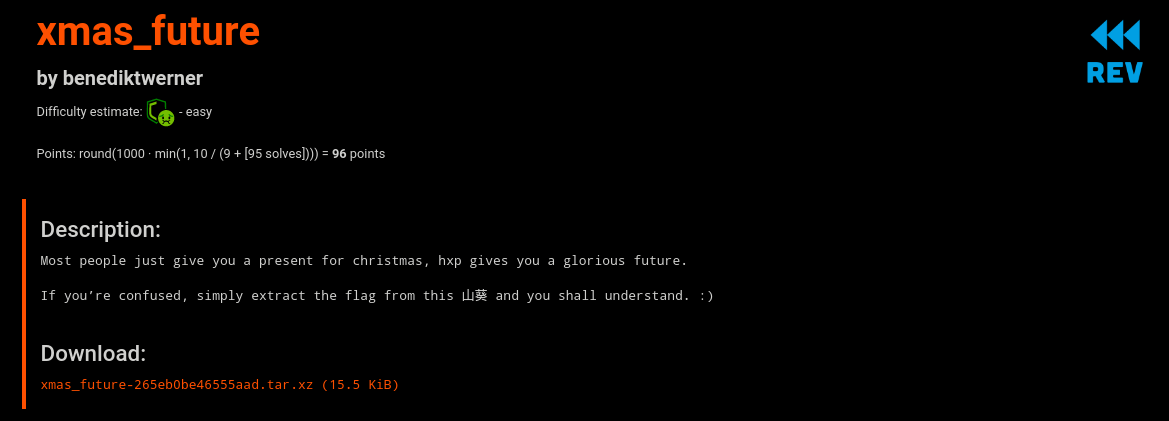 xmas_future
REV
by benediktwerner
Difficulty estimate: - easy
Points: round(1000 · min(1, 10 / (9 + [95 solves]))) = 96 points
Description:
Most people just give you a present for christmas, hxp gives you a glorious future.
If you’re confused, simply extract the flag from this 山葵 and you shall understand. :)
Download:
xmas_future-265eb0be46555aad.tar.xz (15.5 KiB)